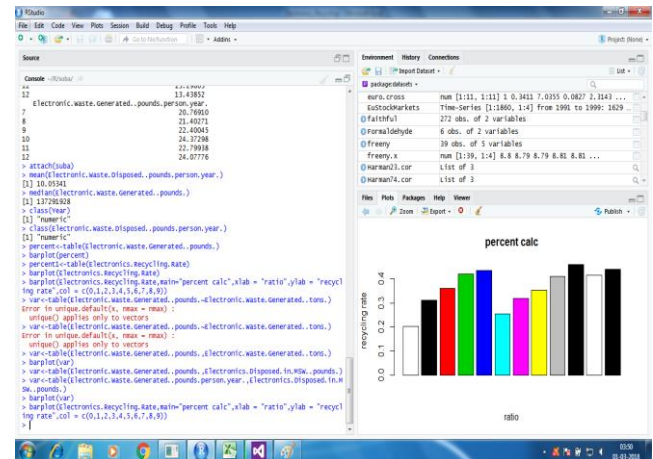 RStudio
File Edit Code View Plots Session Build Debug Profile Tools Help
Go to file/function Addins
Project: (None)
Source
Console ~/R/suba/
12 13.43852
Electronic.Waste.Generated..pounds.person.year.
7 20.76910
8 21.40271
9 22.40045
10 24.37298
11 22.79938
12 24.07776
> attach(suba)
> mean(Electronic.Waste.Disposed..pounds.person.year.)
[1] 10.05341
> median(Electronic.Waste.Generated..pounds.)
[1] 137291928
> class(Year)
[1] "numeric"
> class(Electronic.Waste.Disposed..pounds.person.year.)
[1] "numeric"
> percent<-table(Electronic.Waste.Generated..pounds.)
> barplot(percent)
> percent1<-table(Electronics.Recycling.Rate)
> barplot(Electronics.Recycling.Rate)
> barplot(Electronics.Recycling.Rate,main="percent calc",xlab = "ratio",ylab = "recycl
ing rate",col = c(0,1,2,3,4,5,6,7,8,9))
> var<-table(Electronic.Waste.Generated..pounds.~Electronic.Waste.Generated..tons.)
Error in unique.default(x, nmax = nmax) :
unique() applies only to vectors
> var<-table(Electronic.Waste.Generated..pounds.~Electronic.Waste.Generated..tons.)
Error in unique.default(x, nmax = nmax) :
unique() applies only to vectors
> var<-table(Electronic.Waste.Generated..pounds.,Electronic.Waste.Generated..tons.)
> barplot(var)
> var<-table(Electronic.Waste.Generated..pounds.,Electronics.Disposed.in.MSW..pounds.)
> var<-table(Electronic.Waste.Generated..pounds.person.year.,Electronics.Disposed.in.M
SW..pounds.)
> barplot(var)
> barplot(Electronics.Recycling.Rate,main="percent calc",xlab = "ratio",ylab = "recycl
ing rate",col = c(0,1,2,3,4,5,6,7,8,9))
>
Environment History Connections
Import Dataset List
package:datasets
euro.cross num [1:11, 1:11] 1 0.3411 7.0355 0.0827 2.3143 ...
EuStockMarkets Time-Series [1:1860, 1:4] from 1991 to 1999: 1629 ...
faithful 272 obs. of 2 variables
Formaldehyde 6 obs. of 2 variables
freeny 39 obs. of 5 variables
freeny.x num [1:39, 1:4] 8.8 8.79 8.79 8.81 8.81 ...
Harman23.cor List of 3
Harman74.cor List of 3
Files Plots Packages Help Viewer
Zoom Export Publish
percent calc
recycling rate
0.4
0.3
0.2
0.1
0.0
ratio
03:50
01-03-2018